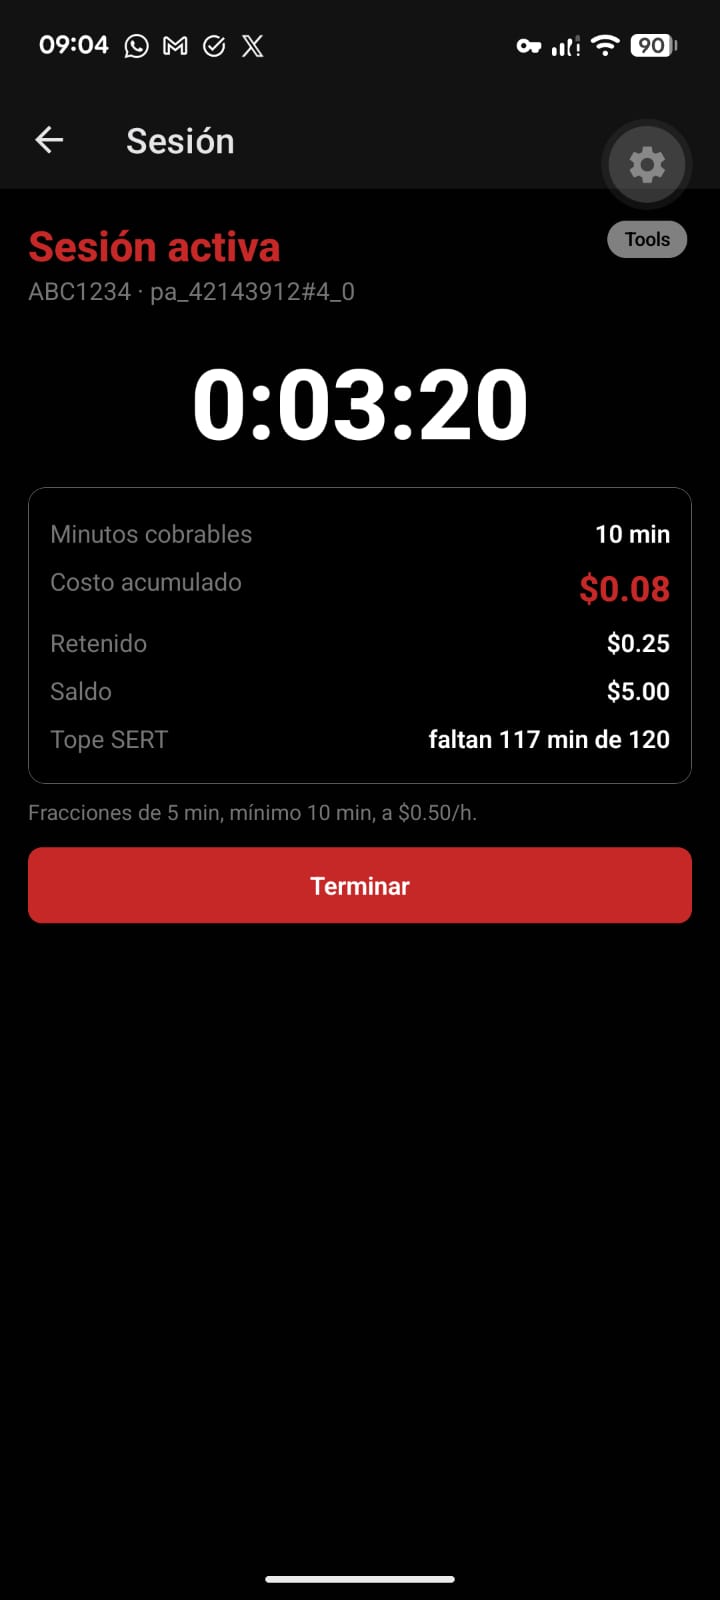 09:04
90
Sesión
Tools
Sesión activa
ABC1234 · pa_42143912#4_0
0:03:20
Minutos cobrables 10 min
Costo acumulado $0.08
Retenido $0.25
Saldo $5.00
Tope SERT faltan 117 min de 120
Fracciones de 5 min, mínimo 10 min, a $0.50/h.
Terminar